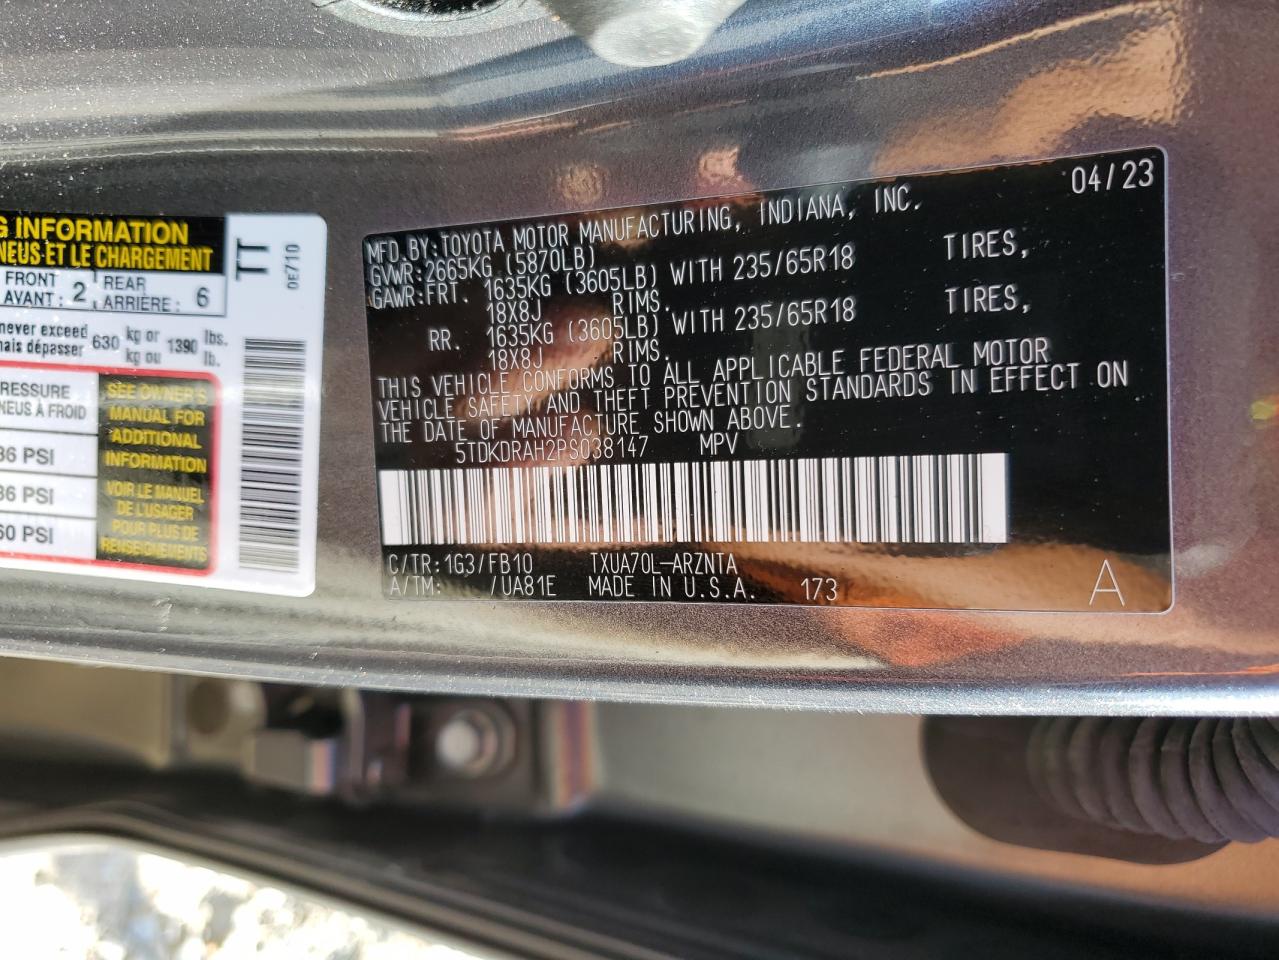 G INFORMATION
NEUS ET LE CHARGEMENT
FRONT
AVANT: 2
REAR
ARRIÈRE: 6
never exceed
mais dépasser 630 kg or kg ou 1390 lbs. lb.
RESSURE
NEUS À FROID
36 PSI
36 PSI
60 PSI
SEE OWNER'S
MANUAL FOR
ADDITIONAL
INFORMATION
VOIR LE MANUEL
DE L'USAGER
POUR PLUS DE
RENSEIGNEMENTS
TT
0E710
04/23
MFD.BY:TOYOTA MOTOR MANUFACTURING, INDIANA, INC.
GVWR:2665KG (5870LB)
GAWR:FRT. 1635KG (3605LB) WITH 235/65R18 TIRES,
18X8J RIMS.
RR. 1635KG (3605LB) WITH 235/65R18 TIRES,
18X8J RIMS.
THIS VEHICLE CONFORMS TO ALL APPLICABLE FEDERAL MOTOR
VEHICLE SAFETY AND THEFT PREVENTION STANDARDS IN EFFECT ON
THE DATE OF MANUFACTURE SHOWN ABOVE.
5TDKDRAH2PS038147 MPV
C/TR:1G3/FB10 TXUA70L-ARZNTA
A/TM: /UA81E MADE IN U.S.A. 173
A